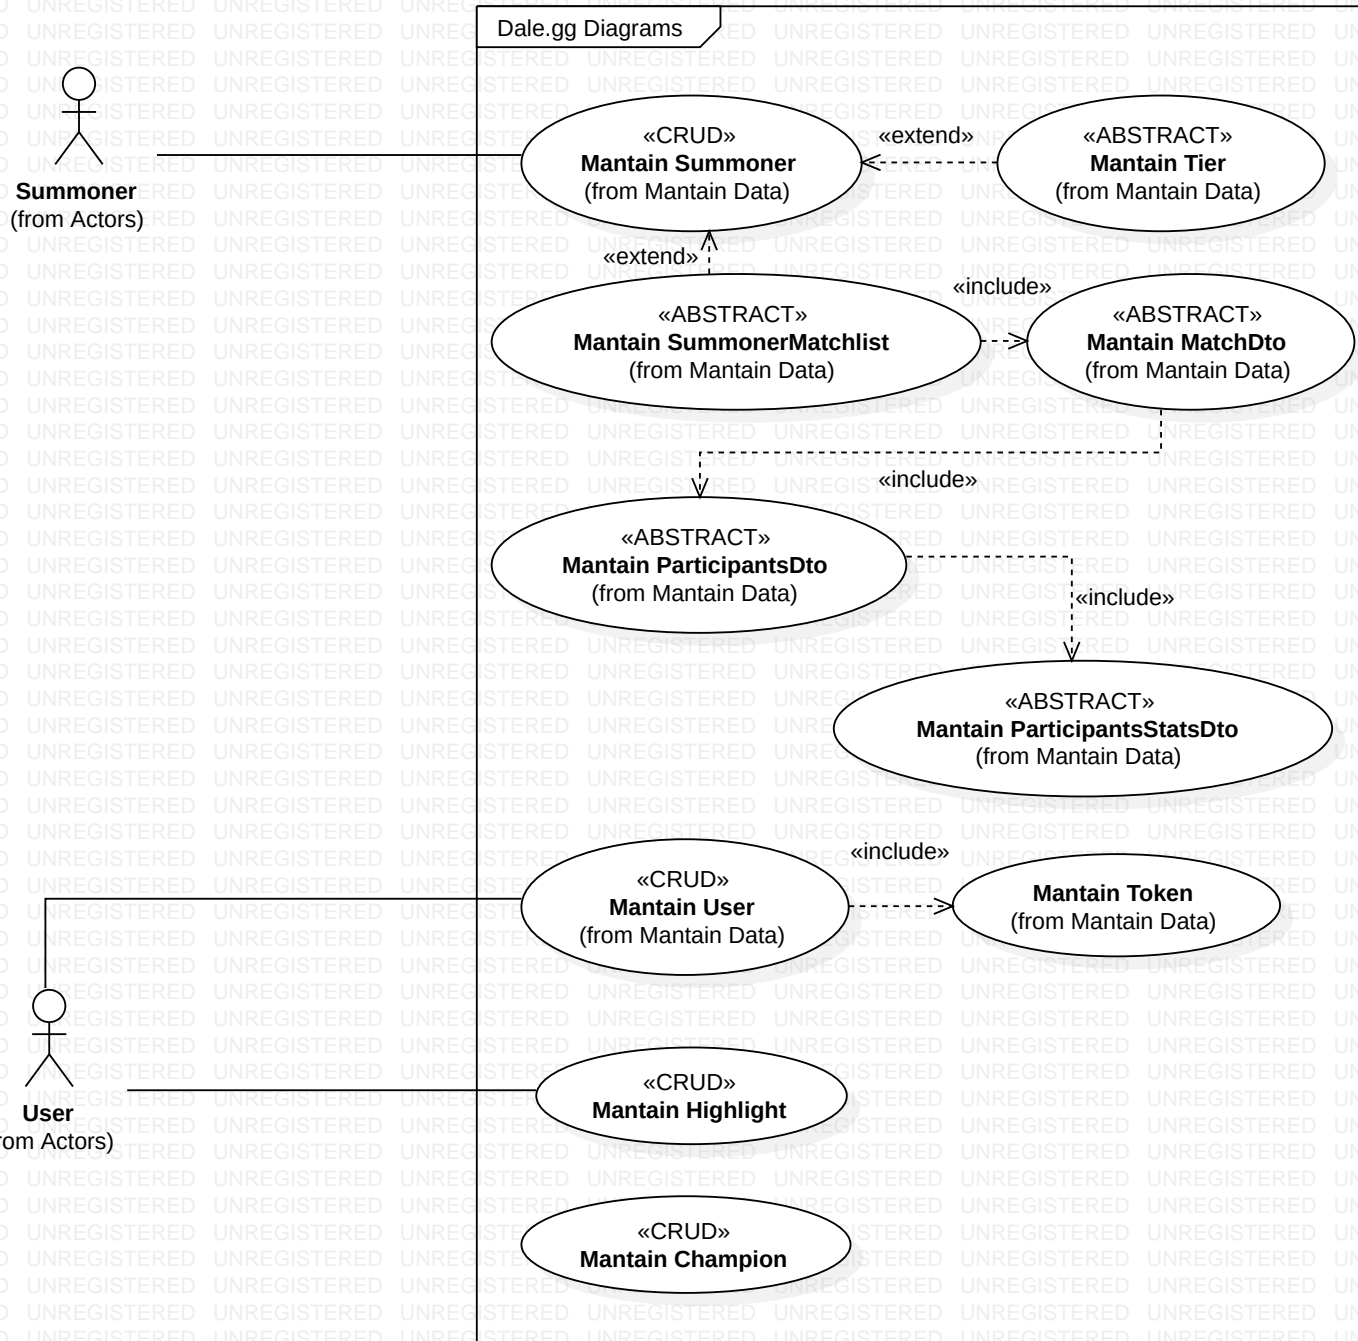 Dale.gg Diagrams
Summoner
(from Actors)
«CRUD»
Mantain Summoner
(from Mantain Data)
«extend»
«ABSTRACT»
Mantain Tier
(from Mantain Data)
«extend»
«ABSTRACT»
Mantain SummonerMatchlist
(from Mantain Data)
«include»
«ABSTRACT»
Mantain MatchDto
(from Mantain Data)
«include»
«ABSTRACT»
Mantain ParticipantsDto
(from Mantain Data)
«include»
«ABSTRACT»
Mantain ParticipantsStatsDto
(from Mantain Data)
«CRUD»
Mantain User
(from Mantain Data)
«include»
Mantain Token
(from Mantain Data)
User
om Actors)
«CRUD»
Mantain Highlight
«CRUD»
Mantain Champion
UNREGISTERED